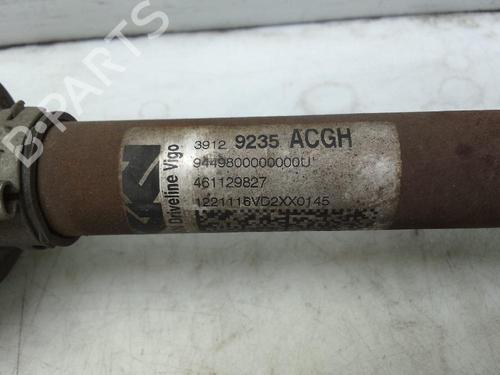 B-PARTS
Driveline Vigo
3912 9235 ACGH
9449800000000U
461129827
1221116VD2XX0145